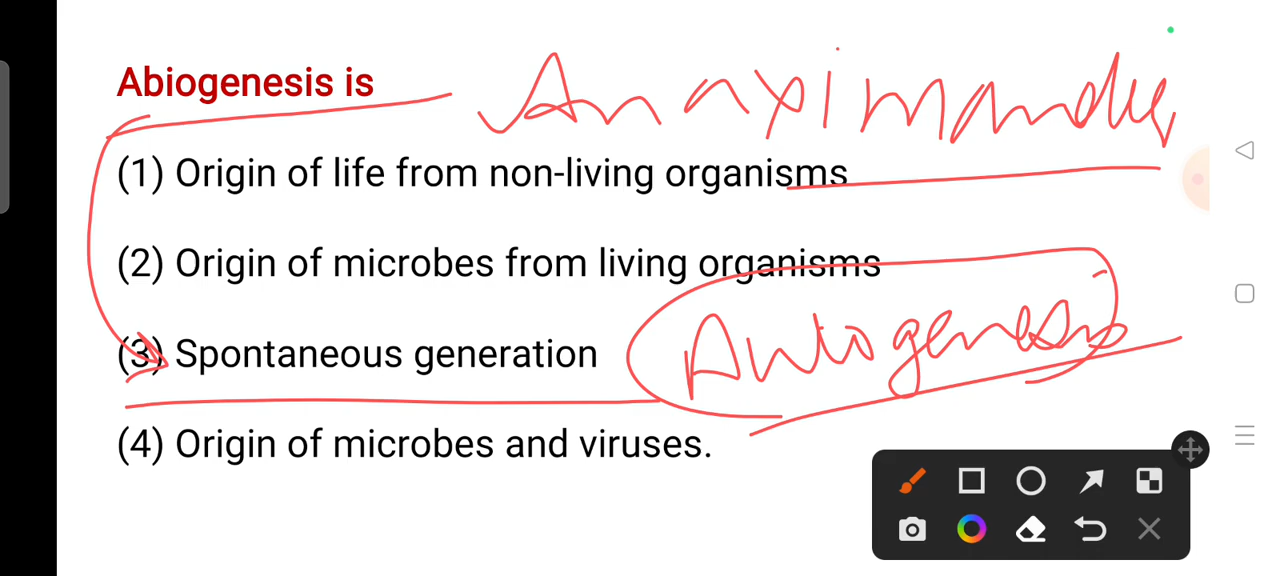 Abiogenesis is
Anaximander
(1) Origin of life from non-living organisms
(2) Origin of microbes from living organisms
(3) Spontaneous generation
Autogenesis
(4) Origin of microbes and viruses.